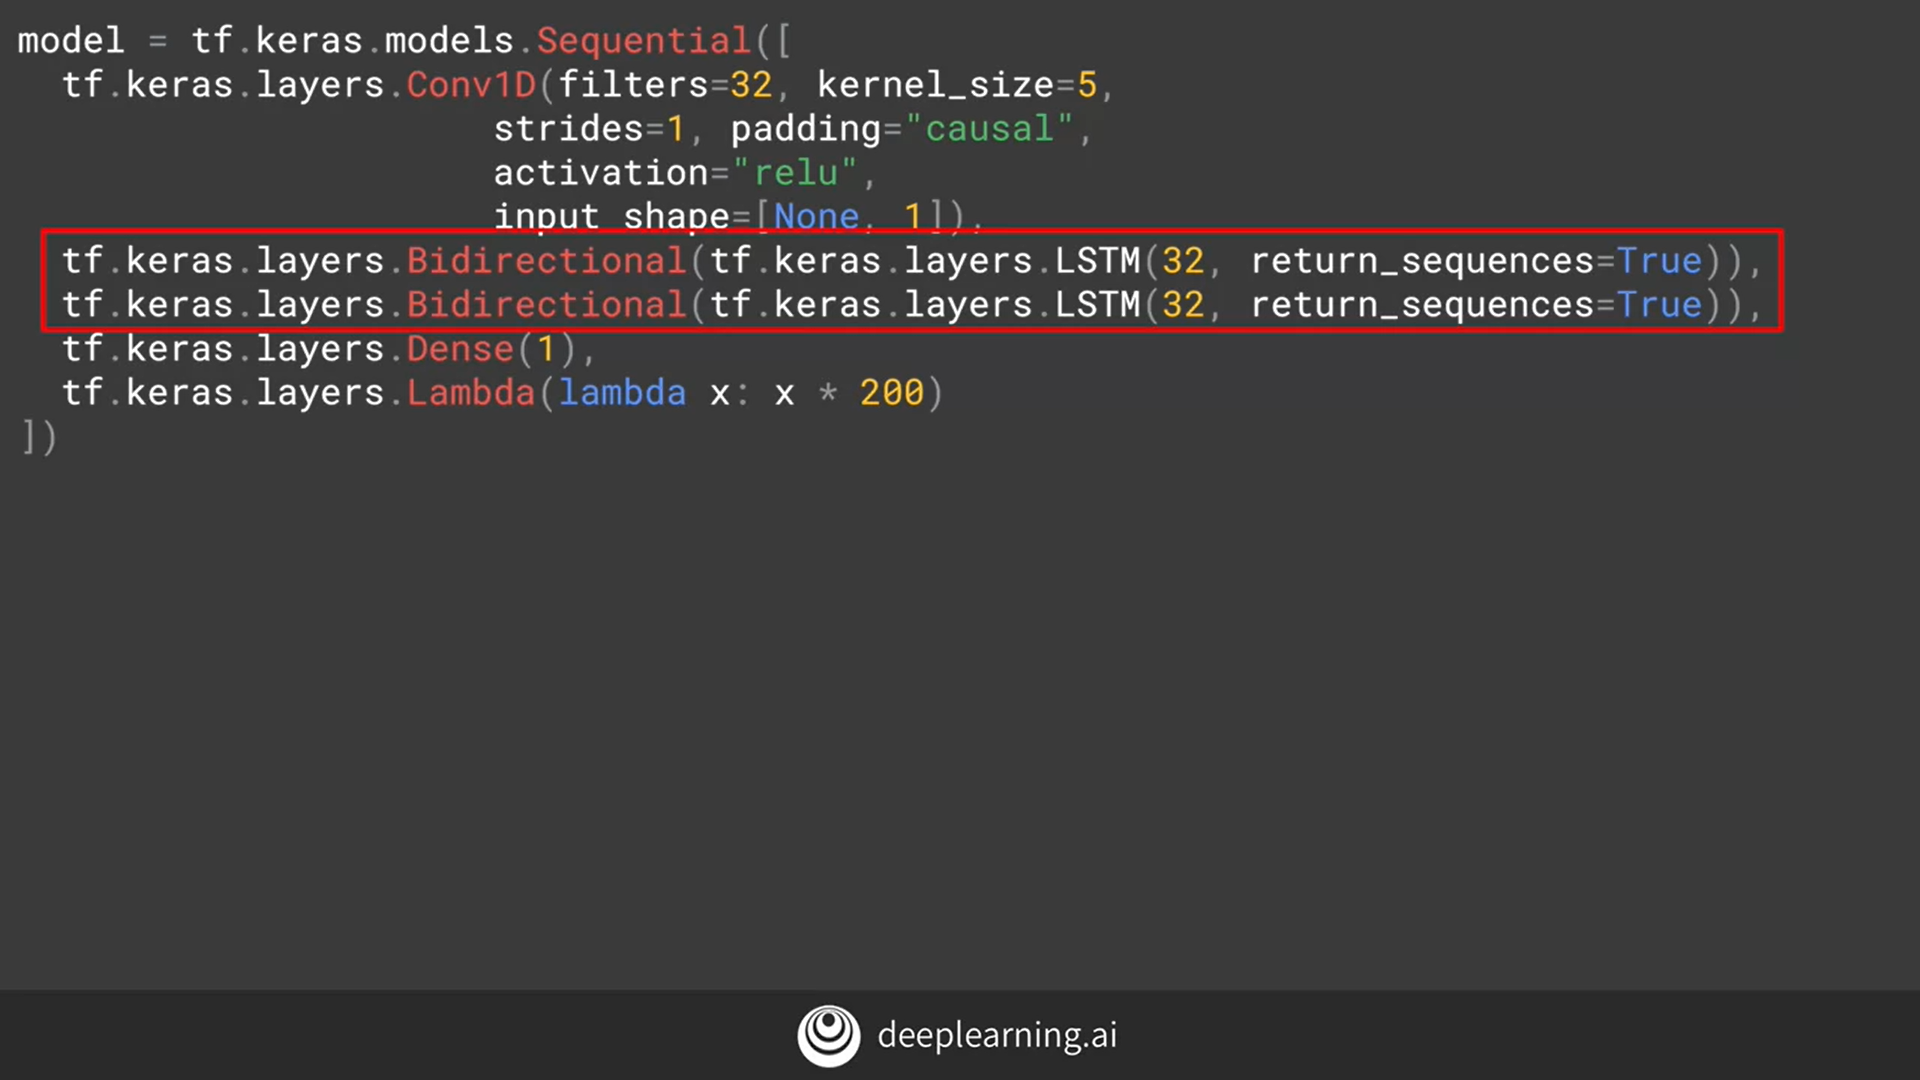 model = tf.keras.models.Sequential([
  tf.keras.layers.Conv1D(filters=32, kernel_size=5,
                      strides=1, padding="causal",
                      activation="relu",
                      input_shape=[None, 1]),
  tf.keras.layers.Bidirectional(tf.keras.layers.LSTM(32, return_sequences=True)),
  tf.keras.layers.Bidirectional(tf.keras.layers.LSTM(32, return_sequences=True)),
  tf.keras.layers.Dense(1),
  tf.keras.layers.Lambda(lambda x: x * 200)
])
deeplearning.ai